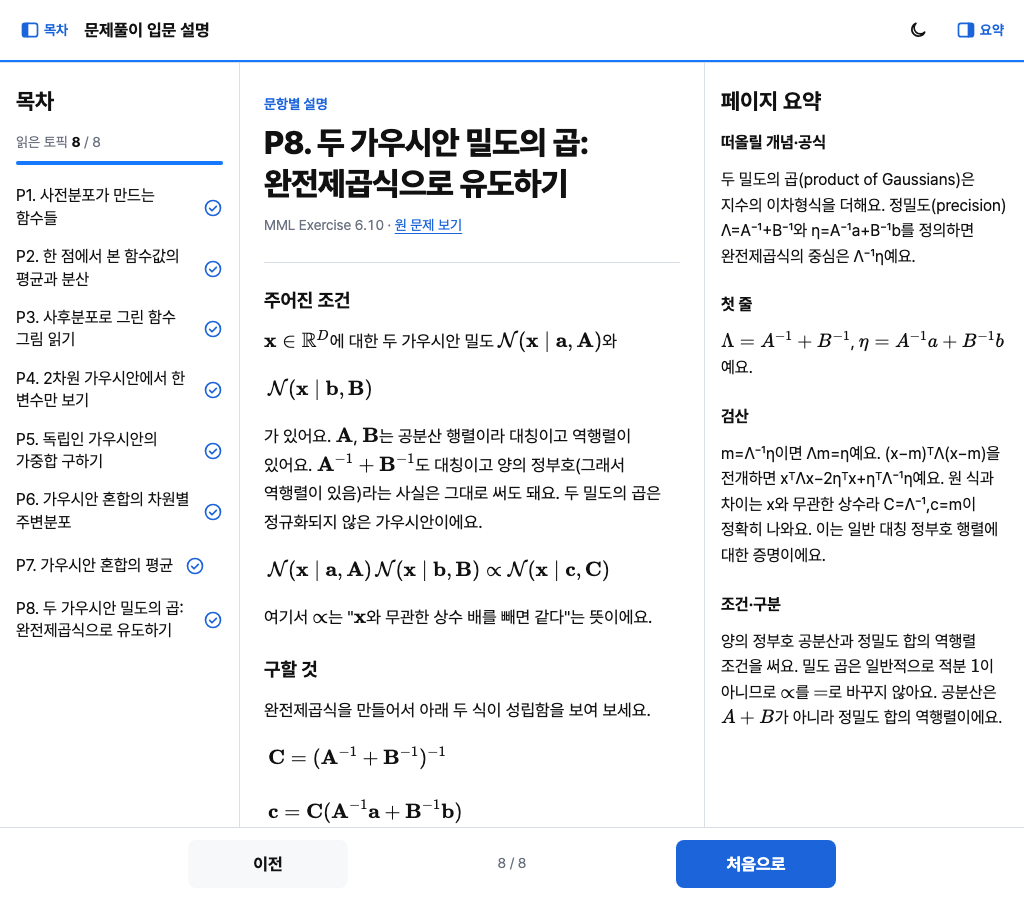 목차
문제풀이 입문 설명
요약
목차
읽은 토픽 8 / 8
P1. 사전분포가 만드는
함수들
P2. 한 점에서 본 함수값의
평균과 분산
P3. 사후분포로 그린 함수
그림 읽기
P4. 2차원 가우시안에서 한
변수만 보기
P5. 독립인 가우시안의
가중합 구하기
P6. 가우시안 혼합의 차원별
주변분포
P7. 가우시안 혼합의 평균
P8. 두 가우시안 밀도의 곱:
완전제곱식으로 유도하기
문항별 설명
P8. 두 가우시안 밀도의 곱:
완전제곱식으로 유도하기
MML Exercise 6.10 · 원 문제 보기
주어진 조건
x ∈ ℝᴰ에 대한 두 가우시안 밀도 𝒩(x | a, A)와
𝒩(x | b, B)
가 있어요. A, B는 공분산 행렬이라 대칭이고 역행렬이
있어요. A⁻¹ + B⁻¹도 대칭이고 양의 정부호(그래서
역행렬이 있음)라는 사실은 그대로 써도 돼요. 두 밀도의 곱은
정규화되지 않은 가우시안이에요.
𝒩(x | a, A) 𝒩(x | b, B) ∝ 𝒩(x | c, C)
여기서 ∝는 "x와 무관한 상수 배를 빼면 같다"는 뜻이에요.
구할 것
완전제곱식을 만들어서 아래 두 식이 성립함을 보여 보세요.
C = (A⁻¹ + B⁻¹)⁻¹
c = C(A⁻¹a + B⁻¹b)
페이지 요약
떠올릴 개념·공식
두 밀도의 곱(product of Gaussians)은
지수의 이차형식을 더해요. 정밀도(precision)
Λ=A⁻¹+B⁻¹와 η=A⁻¹a+B⁻¹b를 정의하면
완전제곱식의 중심은 Λ⁻¹η예요.
첫 줄
Λ = A⁻¹ + B⁻¹, η = A⁻¹a + B⁻¹b
예요.
검산
m=Λ⁻¹η이면 Λm=η예요. (x−m)ᵀΛ(x−m)을
전개하면 xᵀΛx−2ηᵀx+ηᵀΛ⁻¹η예요. 원 식과
차이는 x와 무관한 상수라 C=Λ⁻¹,c=m이
정확히 나와요. 이는 일반 대칭 정부호 행렬에
대한 증명이에요.
조건·구분
양의 정부호 공분산과 정밀도 합의 역행렬
조건을 써요. 밀도 곱은 일반적으로 적분 1이
아니므로 ∝를 =로 바꾸지 않아요. 공분산은
A + B가 아니라 정밀도 합의 역행렬이에요.
이전
8 / 8
처음으로